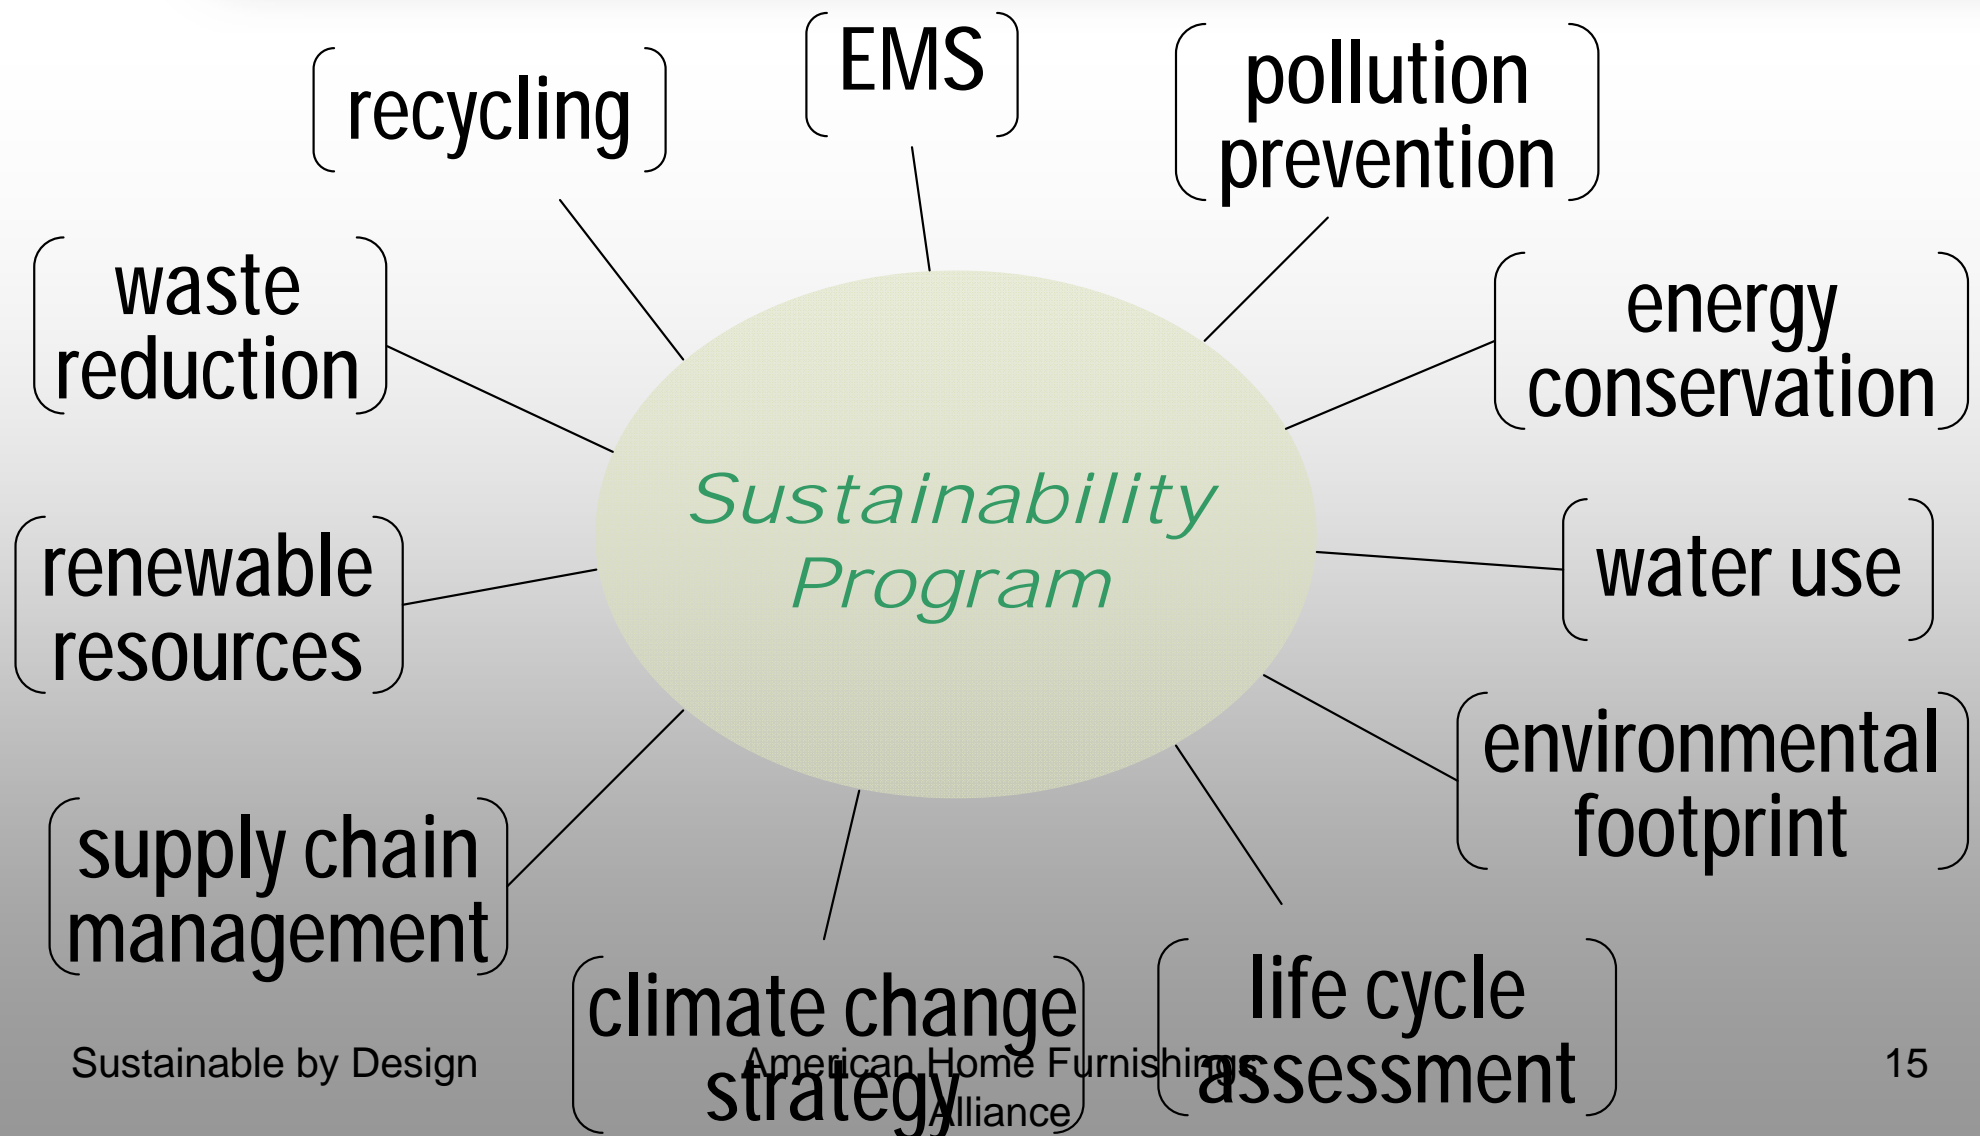 EMS
recycling
pollution
prevention
waste
reduction
energy
conservation
Sustainability
Program
renewable
resources
water use
environmental
footprint
supply chain
management
climate change
strategy
life cycle
assessment
Sustainable by Design
American Home Furnishings
Alliance
15